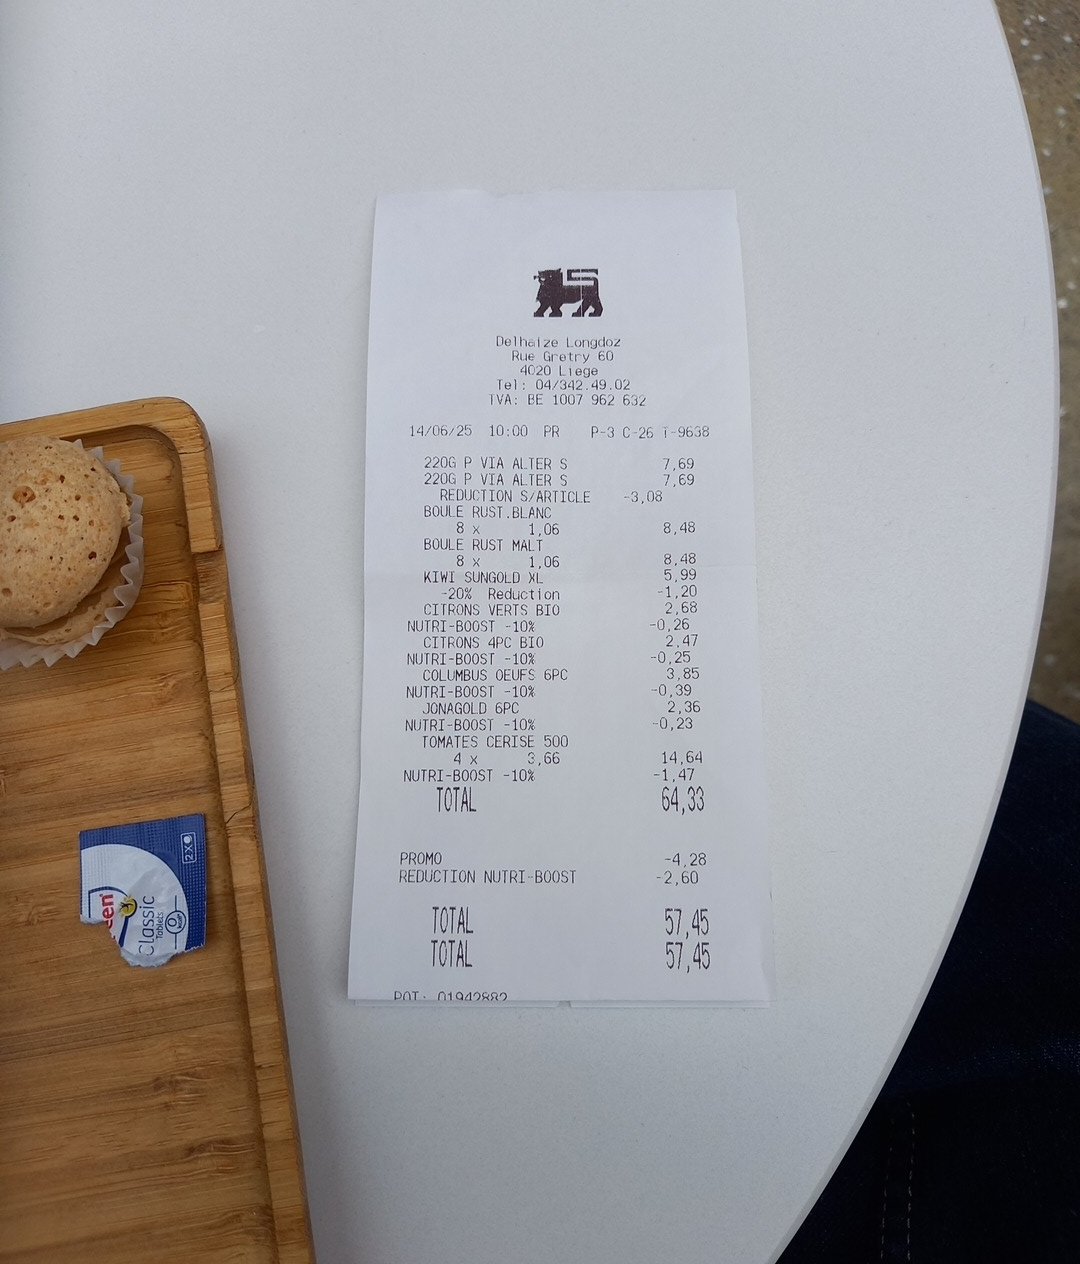 Delhaize Longdoz
Rue Gretry 60
4020 Liege
Tel: 04/342.49.02
TVA: BE 1007 962 632
14/06/25 10:00 PR P-3 C-26 T-9638
220G P VIA ALTER S 7,69
220G P VIA ALTER S 7,69
REDUCTION S/ARTICLE -3,08
BOULE RUST.BLANC
8 x 1,06 8,48
BOULE RUST MALT
8 x 1,06 8,48
KIWI SUNGOLD XL 5,99
-20% Reduction -1,20
CITRONS VERTS BIO 2,68
NUTRI-BOOST -10% -0,26
CITRONS 4PC BIO 2,47
NUTRI-BOOST -10% -0,25
COLUMBUS OEUFS 6PC 3,85
NUTRI-BOOST -10% -0,39
JONAGOLD 6PC 2,36
NUTRI-BOOST -10% -0,23
TOMATES CERISE 500
4 x 3,66 14,64
NUTRI-BOOST -10% -1,47
TOTAL 64,33
PROMO -4,28
REDUCTION NUTRI-BOOST -2,60
TOTAL 57,45
TOTAL 57,45
POT: 01942882
een
Classic
Tablets
0
2X